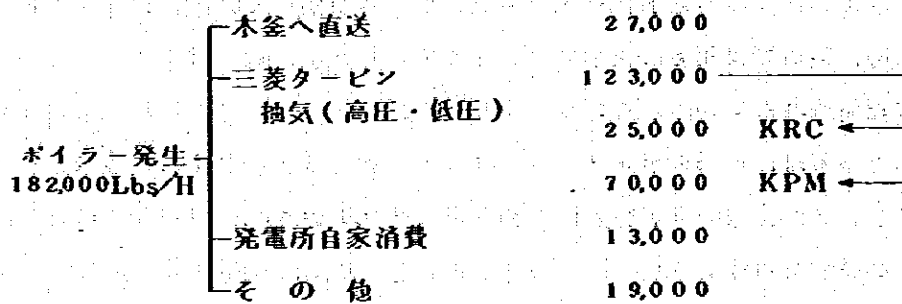 木釜へ直送 27,000
三菱タービン 123,000
抽気(高圧・低圧)
25,000 KRC
ボイラー発生
182,000Lbs/H
70,000 KPM
発電所自家消費 13,000
その他 19,000